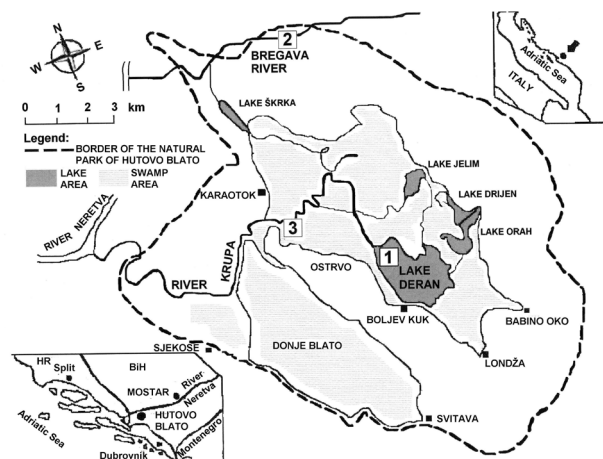 N
W
E
S
0 1 2 3 km
Legend:
BORDER OF THE NATURAL
PARK OF HUTOVO BLATO
LAKE
AREA
SWAMP
AREA
2
BREGAVA
RIVER
Adriatic Sea
ITALY
LAKE ŠKRKA
LAKE JELIM
LAKE DRIJEN
LAKE ORAH
KARAOTOK
RIVER NERETVA
RIVER
KRUPA
3
1
LAKE
DERAN
OSTRVO
BOLJEV KUK
BABINO OKO
LONDŽA
DONJE BLATO
SJEKOSE
SVITAVA
HR
Split
BiH
MOSTAR
River
Neretva
HUTOVO
BLATO
Adriatic Sea
Montenegro
Dubrovnik